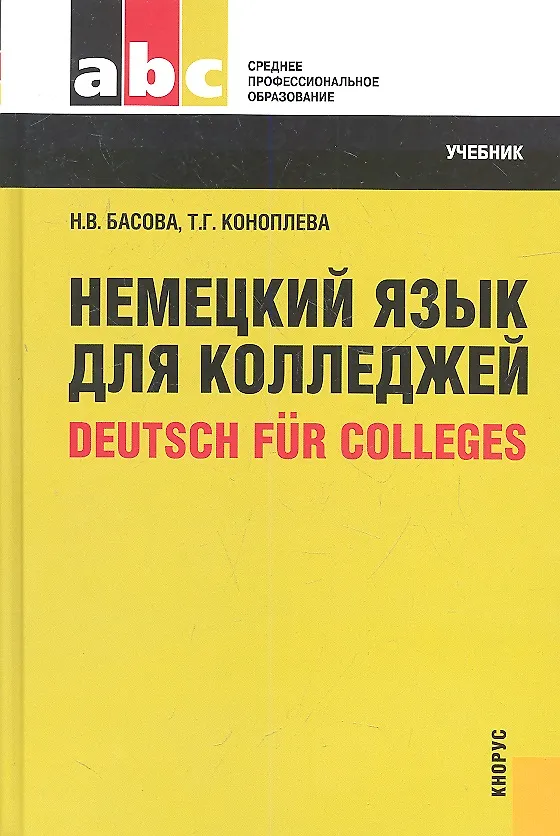 abc
СРЕДНЕЕ
ПРОФЕССИОНАЛЬНОЕ
ОБРАЗОВАНИЕ
УЧЕБНИК
Н.В. БАСОВА, Т.Г. КОНОПЛЕВА
НЕМЕЦКИЙ ЯЗЫК
ДЛЯ КОЛЛЕДЖЕЙ
DEUTSCH FÜR COLLEGES
КНОРУС